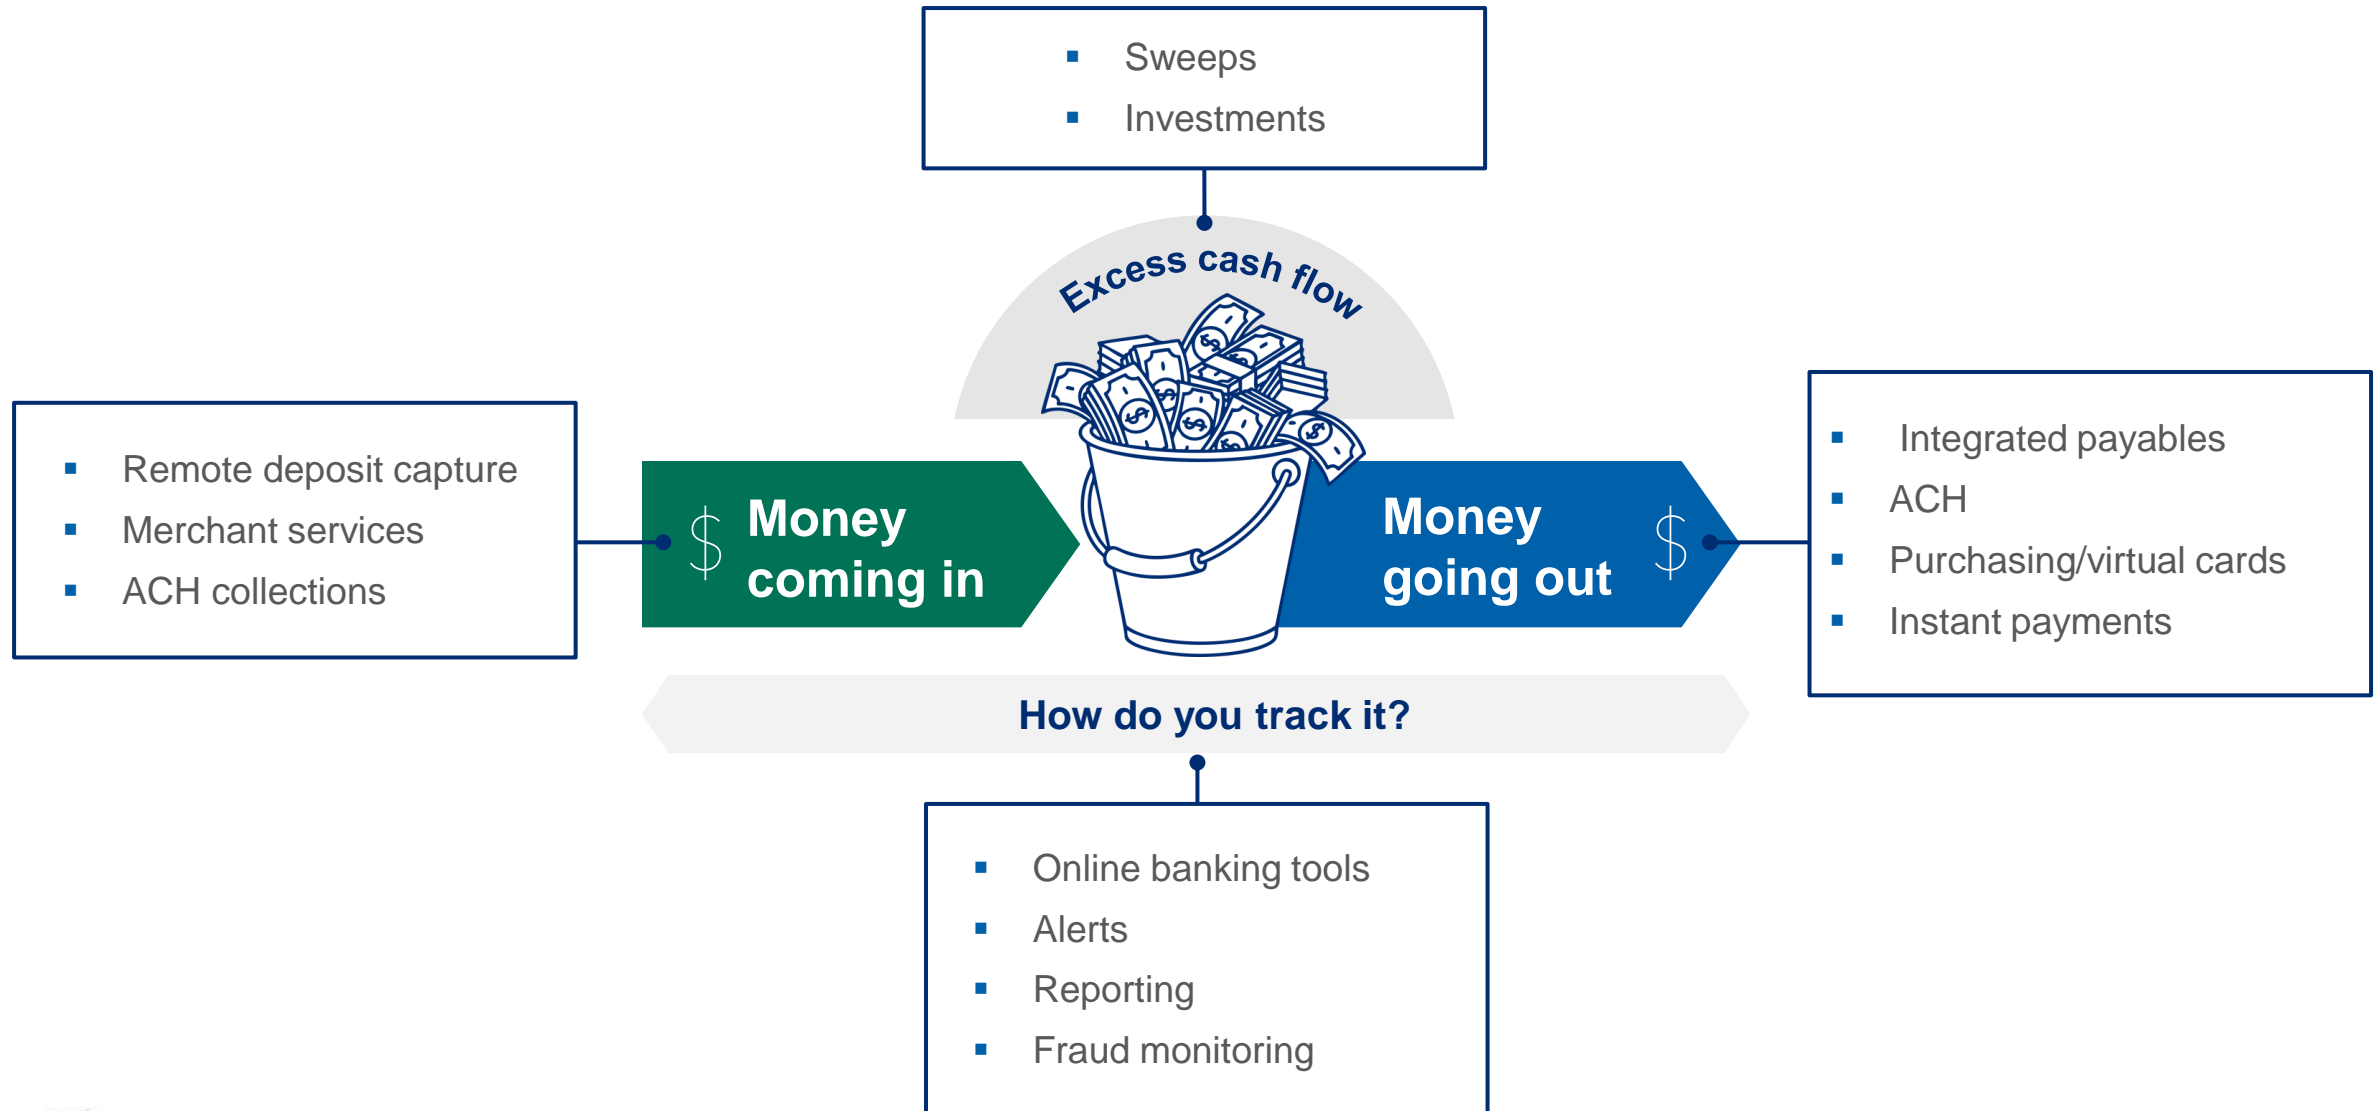 ▪ Sweeps
▪ Investments
Excess cash flow
▪ Remote deposit capture
▪ Merchant services
▪ ACH collections
$ Money
coming in
Money $
going out
▪ Integrated payables
▪ ACH
▪ Purchasing/virtual cards
▪ Instant payments
How do you track it?
▪ Online banking tools
▪ Alerts
▪ Reporting
▪ Fraud monitoring